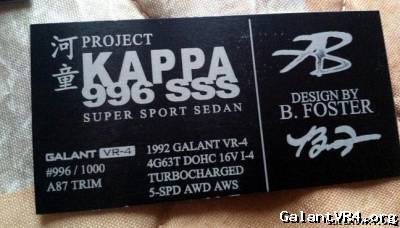 河童
PROJECT
KAPPA
996 SSS
SUPER SPORT SEDAN
GALANT VR-4
#996 / 1000
A87 TRIM
1992 GALANT VR-4
4G63T DOHC 16V I-4
TURBOCHARGED
5-SPD AWD AWS
DESIGN BY
B. FOSTER
GalantVR4.org